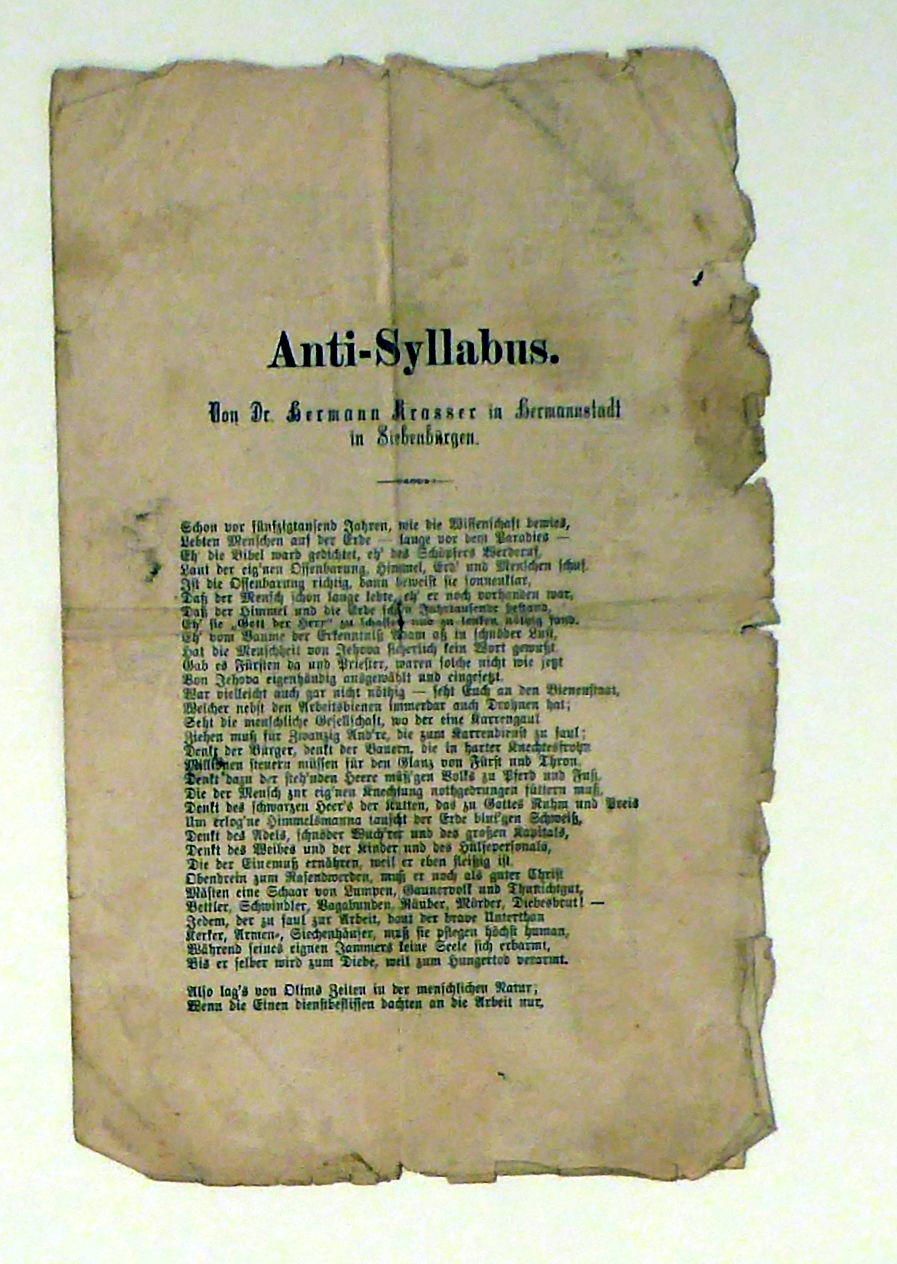 Anti-Syllabus.
Von Dr. Hermann Krasser in Hermannstadt
in Siebenbürgen.
Schon vor fünfzigtausend Jahren, wie die Wissenschaft bewies,
Lebten Menschen auf der Erde — lange vor dem Paradies —
Eh' die Bibel ward gedichtet, eh' des Schöpfers Werderuf,
Laut der eig'nen Offenbarung, Himmel, Erd' und Menschen schuf.
Ist die Offenbarung richtig, dann beweist sie sonnenklar,
Daß der Mensch schon lange lebte, eh' er noch vorhanden war,
Daß der Himmel und die Erde schon Jahrtausende bestand,
Eh' sie „Gott der Herr" zu schaffen und zu lenken nöthig fand.
Eh' vom Baume der Erkenntniß Adam aß in schnöder Lust,
Hat die Menschheit von Jehova sicherlich kein Wort gewußt.
Gab es Fürsten da und Priester, waren solche nicht wie jetzt
Von Jehova eigenhändig ausgewählt und eingesetzt.
War vielleicht auch gar nicht nöthig — seht Euch an den Bienenstaat,
Welcher nebst den Arbeitsbienen immerdar auch Drohnen hat;
Seht die menschliche Gesellschaft, wo der eine Karrengaul
Ziehen muß für Zwanzig And're, die zum Karrendienst zu faul;
Denkt der Bürger, denkt der Bauern, die in harter Knechtesfrohn
Millionen steuern müssen für den Glanz von Fürst und Thron,
Denkt dazu der steh'nden Heere müß'gen Volks zu Pferd und Fuß,
Die der Mensch zur eig'nen Knechtung nothgedrungen füttern muß,
Denkt des schwarzen Heer's der Kutten, das zu Gottes Ruhm und Preis
Um erlog'ne Himmelsmanna tauscht der Erde blut'gen Schweiß,
Denkt des Adels, schnöder Wuch'rer und des großen Kapitals,
Denkt des Weibes und der Kinder und des Hülfspersonals,
Die der Eine muß ernähren, weil er eben fleißig ist.
Obendrein zum Rasendwerden, muß er noch als guter Christ
Mästen eine Schaar von Lumpen, Gaunervolk und Thunichtgut,
Bettler, Schwindler, Vagabunden, Räuber, Mörder, Diebesbrut! —
Jedem, der zu faul zur Arbeit, baut der brave Unterthan
Kerker, Armen-, Siechenhäuser, muß sie pflegen höchst human,
Während seines eignen Jammers keine Seele sich erbarmt,
Bis er selber wird zum Diebe, weil zum Hungertod verarmt.
Also lag's von Olims Zeiten in der menschlichen Natur;
Wenn die Einen dienstbeflissen dachten an die Arbeit nur,